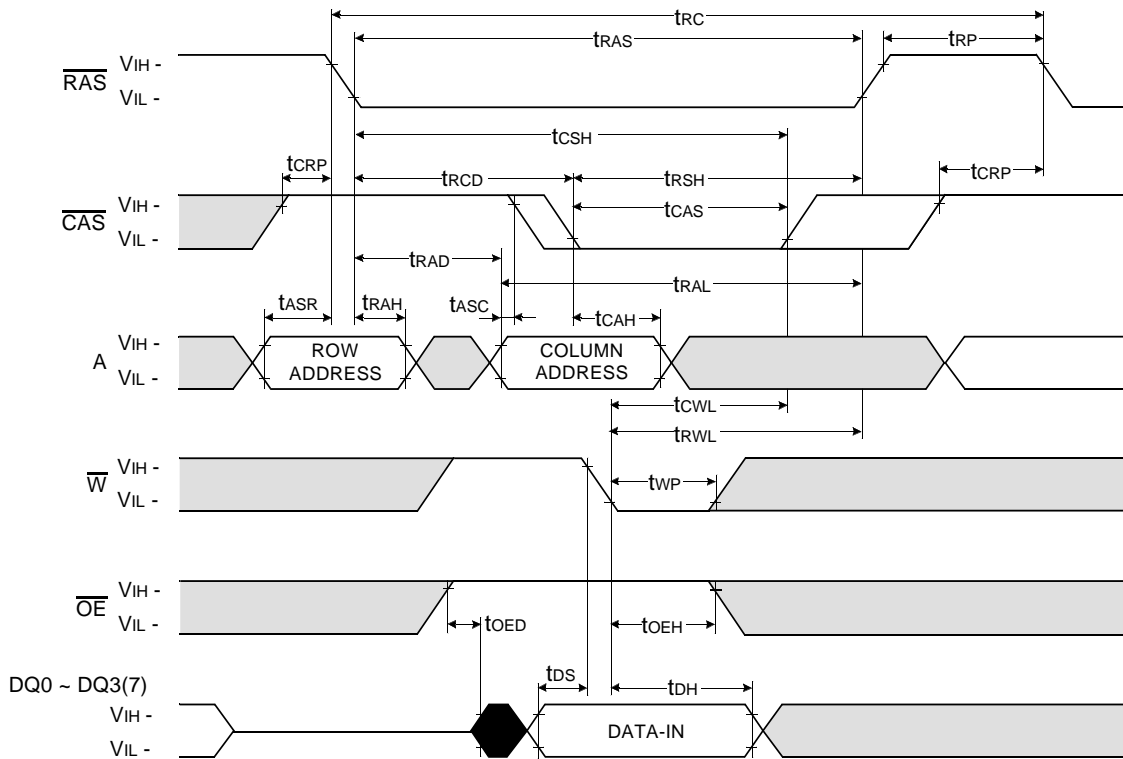 tRC
tRAS
tRP
RAS
VIH -
VIL -
tCSH
tCRP
tRCD
tRSH
tCRP
CAS
VIH -
VIL -
tCAS
tRAD
tRAL
tASR
tRAH
tASC
tCAH
A
VIH -
VIL -
ROW
ADDRESS
COLUMN
ADDRESS
tCWL
tRWL
W
VIH -
VIL -
tWP
OE
VIH -
VIL -
tOED
tOEH
DQ0 ~ DQ3(7)
tDS
tDH
VIH -
VIL -
DATA-IN